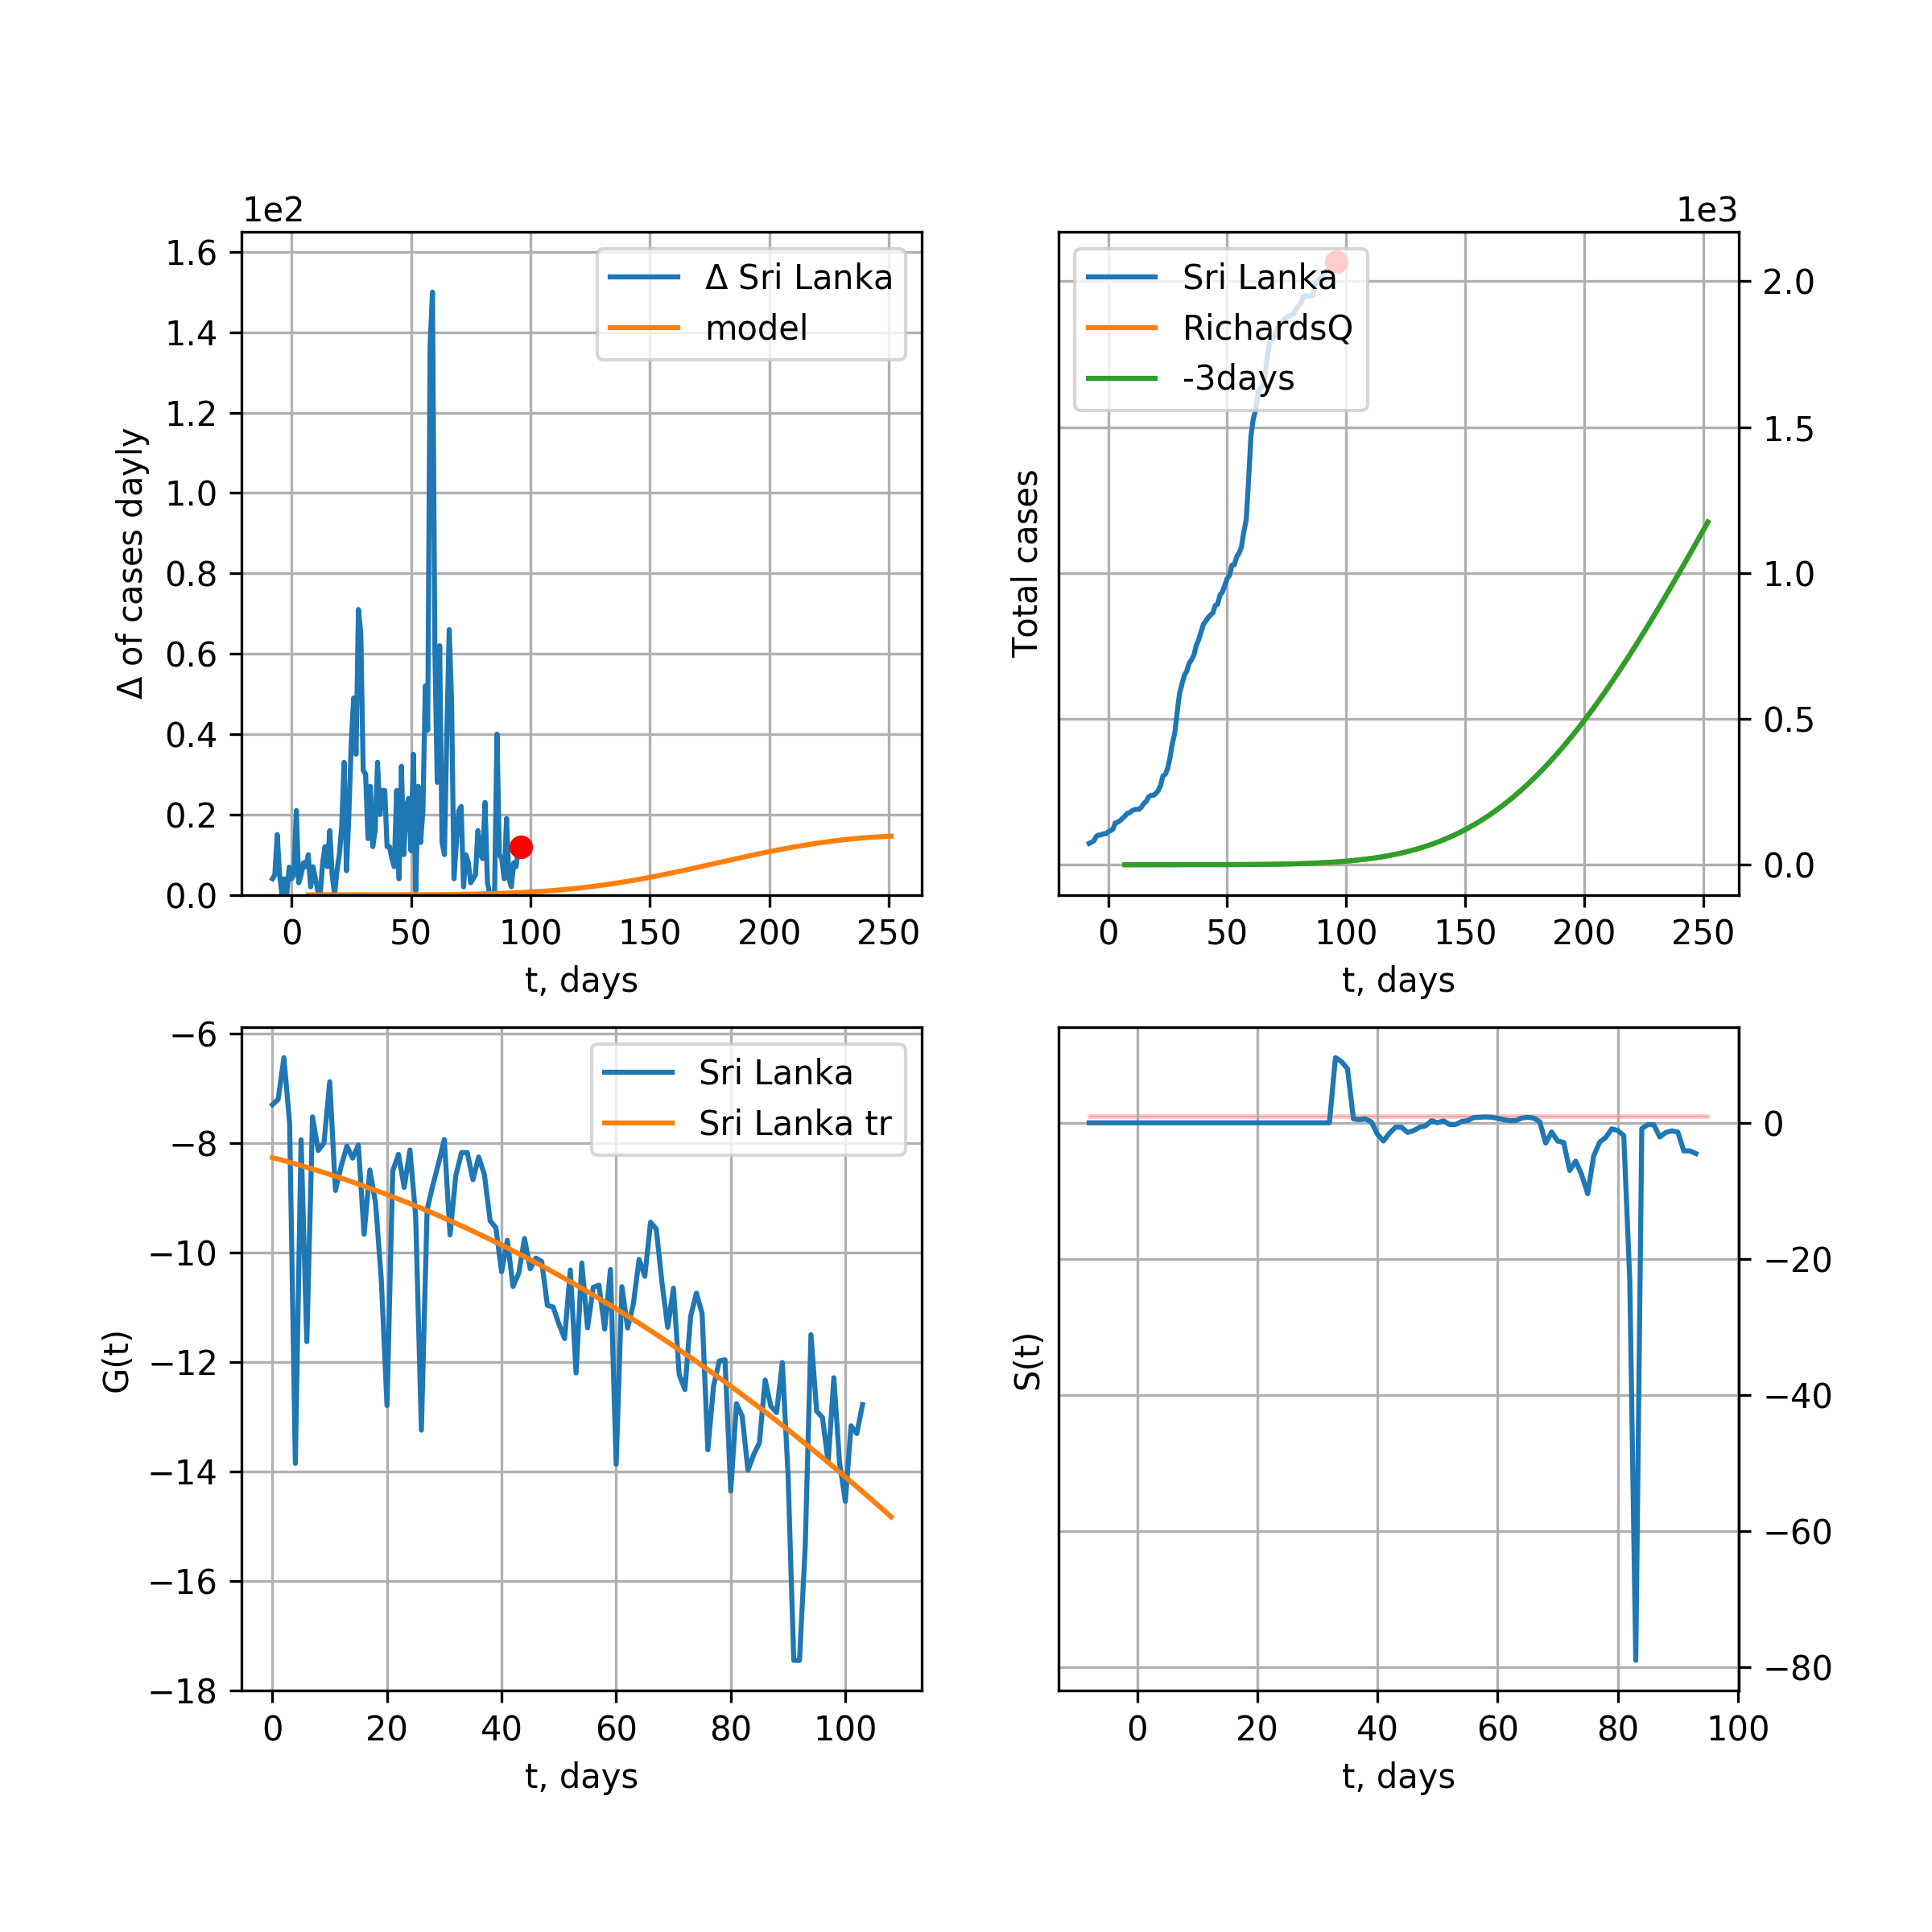 1e2
1.6
1.4
1.2
1.0
0.8
0.6
0.4
0.2
0.0
Δ of cases dayly
Δ Sri Lanka
model
0 50 100 150 200 250
t, days
1e3
2.0
1.5
1.0
0.5
0.0
Total cases
Sri Lanka
RichardsQ
-3days
0 50 100 150 200 250
t, days
−6
−8
−10
−12
−14
−16
−18
G(t)
Sri Lanka
Sri Lanka tr
0 20 40 60 80 100
t, days
0
−20
−40
−60
−80
S(t)
0 20 40 60 80 100
t, days